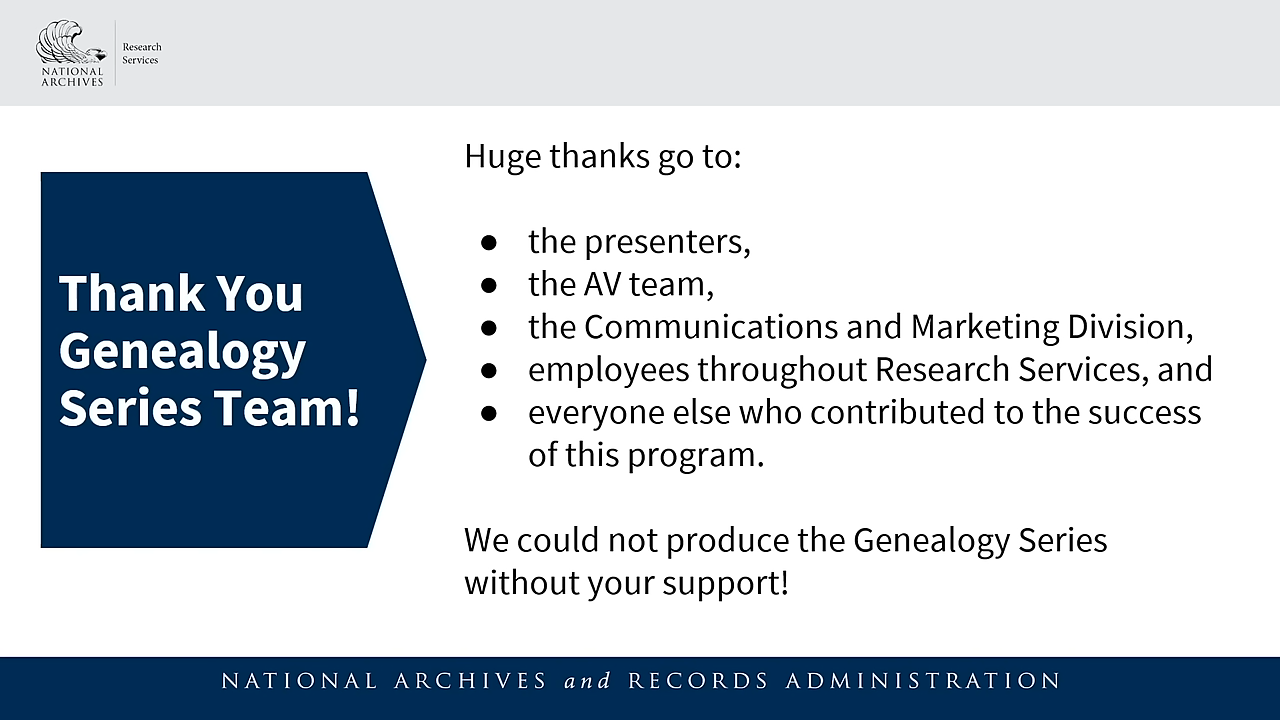 NATIONAL
ARCHIVES
Research
Services
Thank You
Genealogy
Series Team!
Huge thanks go to:
● the presenters,
● the AV team,
● the Communications and Marketing Division,
● employees throughout Research Services, and
● everyone else who contributed to the success
of this program.
We could not produce the Genealogy Series
without your support!
NATIONAL ARCHIVES and RECORDS ADMINISTRATION